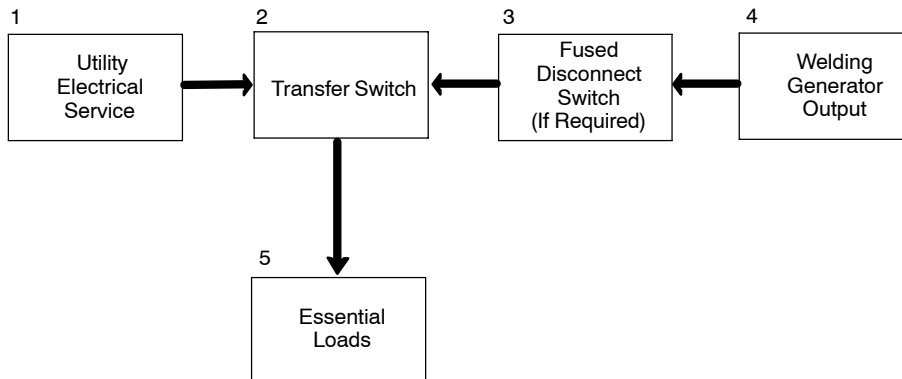 1
Utility
Electrical
Service
2
Transfer Switch
3
Fused
Disconnect
Switch
(If Required)
4
Welding
Generator
Output
5
Essential
Loads